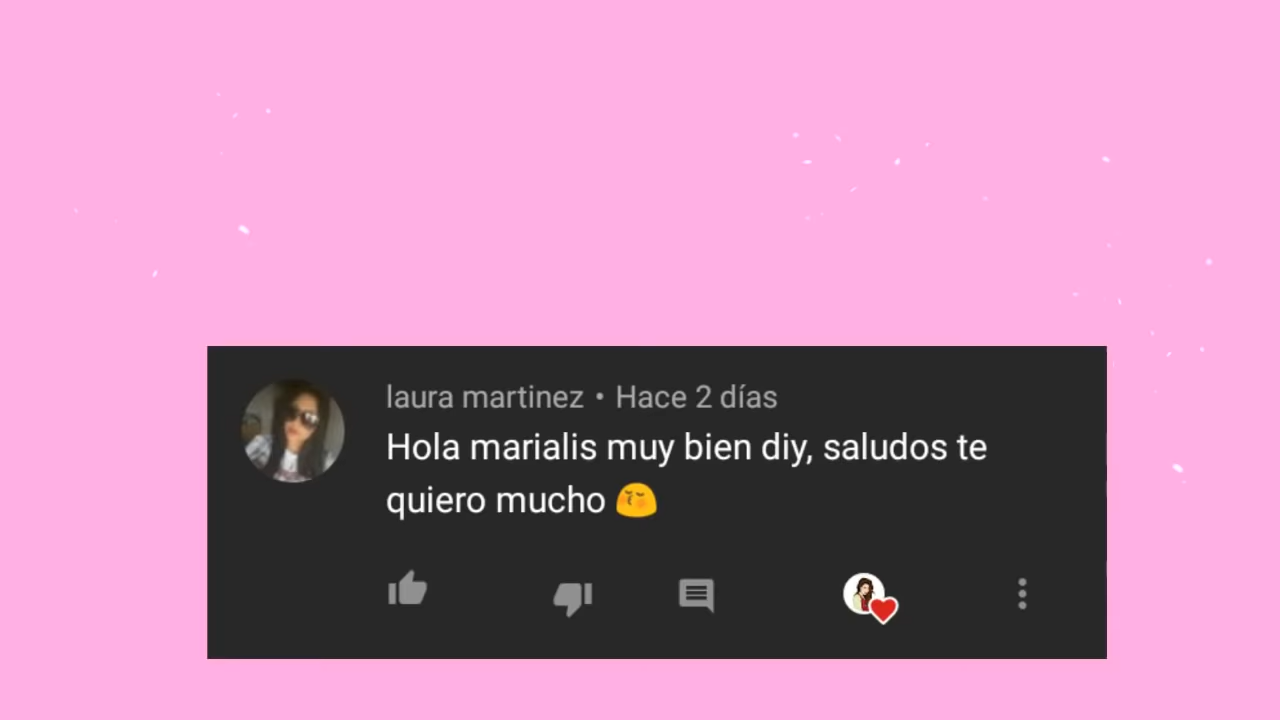 laura martinez • Hace 2 días
Hola marialis muy bien diy, saludos te
quiero mucho 😚